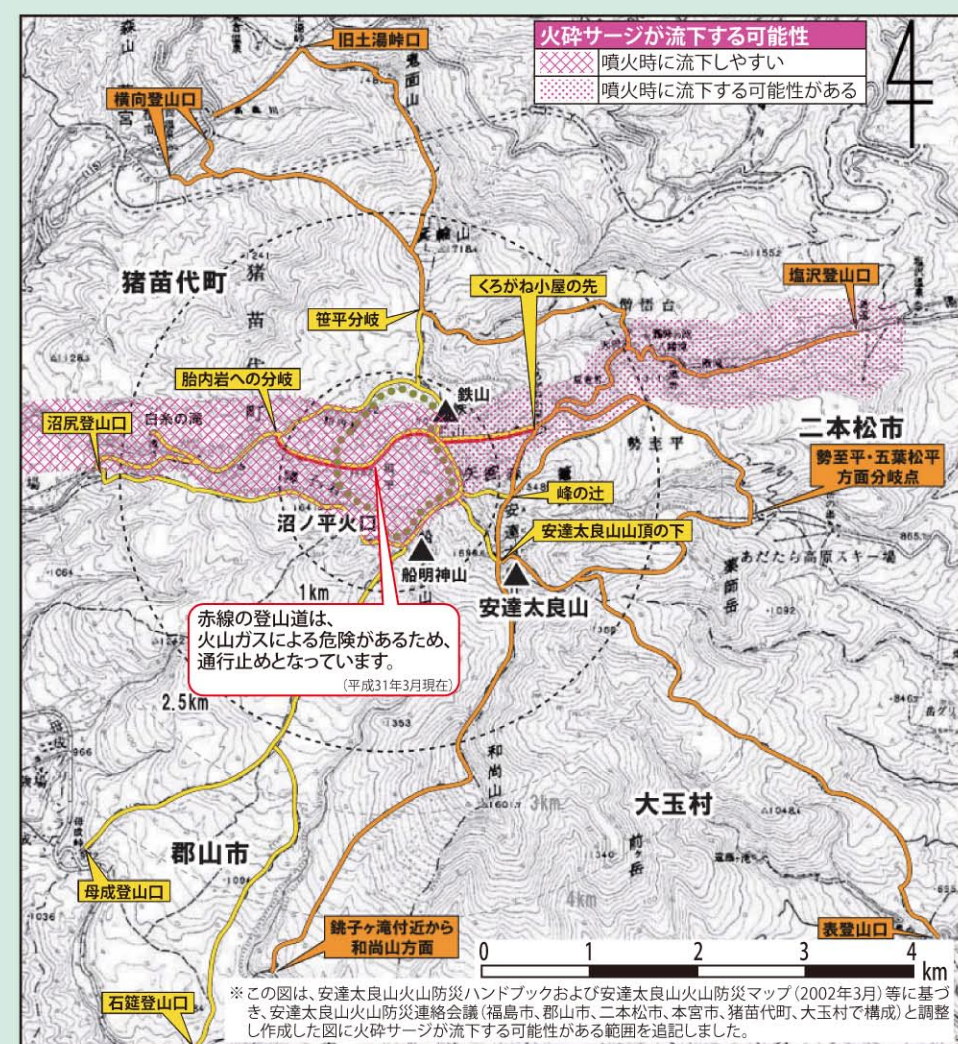 旧土湯峠口
火砕サージが流下する可能性
噴火時に流下しやすい
噴火時に流下する可能性がある
横向登山口
鬼面山
猪苗代町
猪苗代町
くろがね小屋の先
塩沢登山口
僧悟台
笹平分岐
胎内岩への分岐
鉄山
白糸の滝
沼尻登山口
勢至平
二本松市
勢至平・五葉松平
方面分岐点
峰の辻
沼ノ平火口
安達太良山山頂の下
あだたら高原スキー場
船明神山
薬師岳
1km
安達太良山
赤線の登山道は、
火山ガスによる危険があるため、
通行止めとなっています。
(平成31年3月現在)
2.5km
和尚山
3km
大玉村
前ヶ岳
郡山市
母成登山口
4km
銚子ヶ滝付近から
和尚山方面
表登山口
0 1 2 3 4
km
石筵登山口
※この図は、安達太良山火山防災ハンドブックおよび安達太良山火山防災マップ(2002年3月)等に基づ
き、安達太良山火山防災連絡会議(福島市、郡山市、二本松市、本宮市、猪苗代町、大玉村で構成)と調整
し作成した図に火砕サージが流下する可能性がある範囲を追記しました。